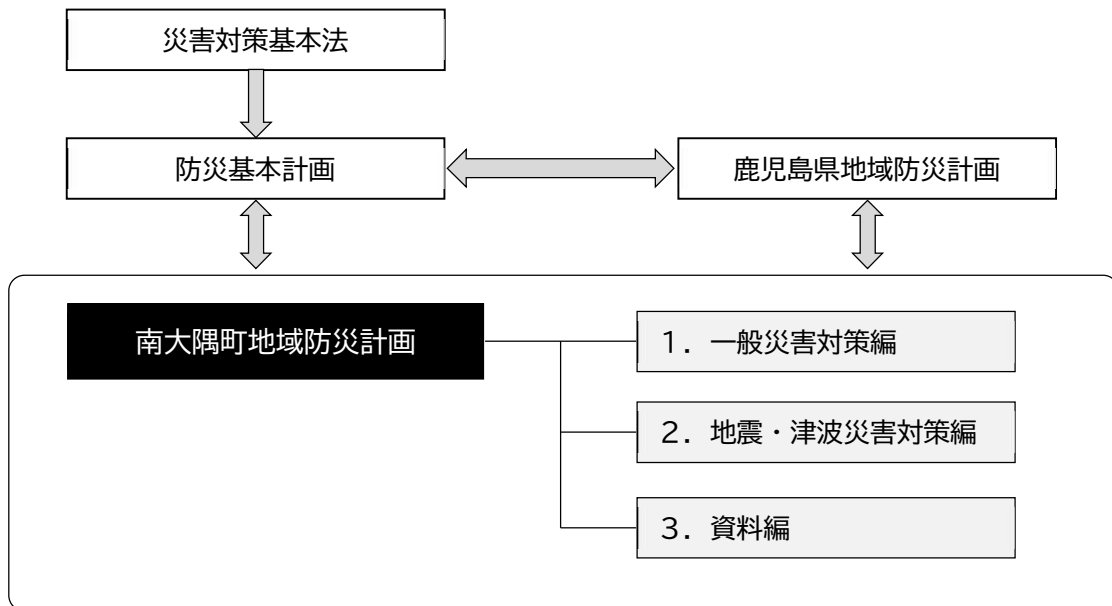 災害対策基本法
防災基本計画
鹿児島県地域防災計画
南大隅町地域防災計画
１．一般災害対策編
２．地震・津波災害対策編
３．資料編